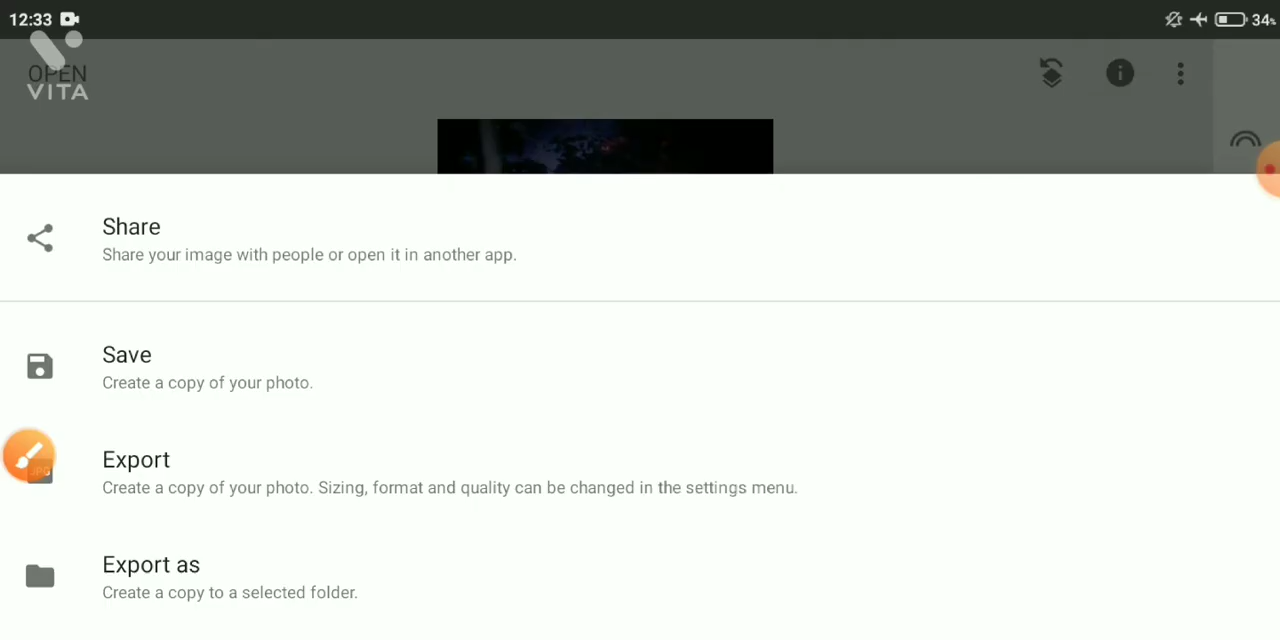 12:33
34%
OPEN
VITA
Share
Share your image with people or open it in another app.
Save
Create a copy of your photo.
Export
Create a copy of your photo. Sizing, format and quality can be changed in the settings menu.
JPG
Export as
Create a copy to a selected folder.